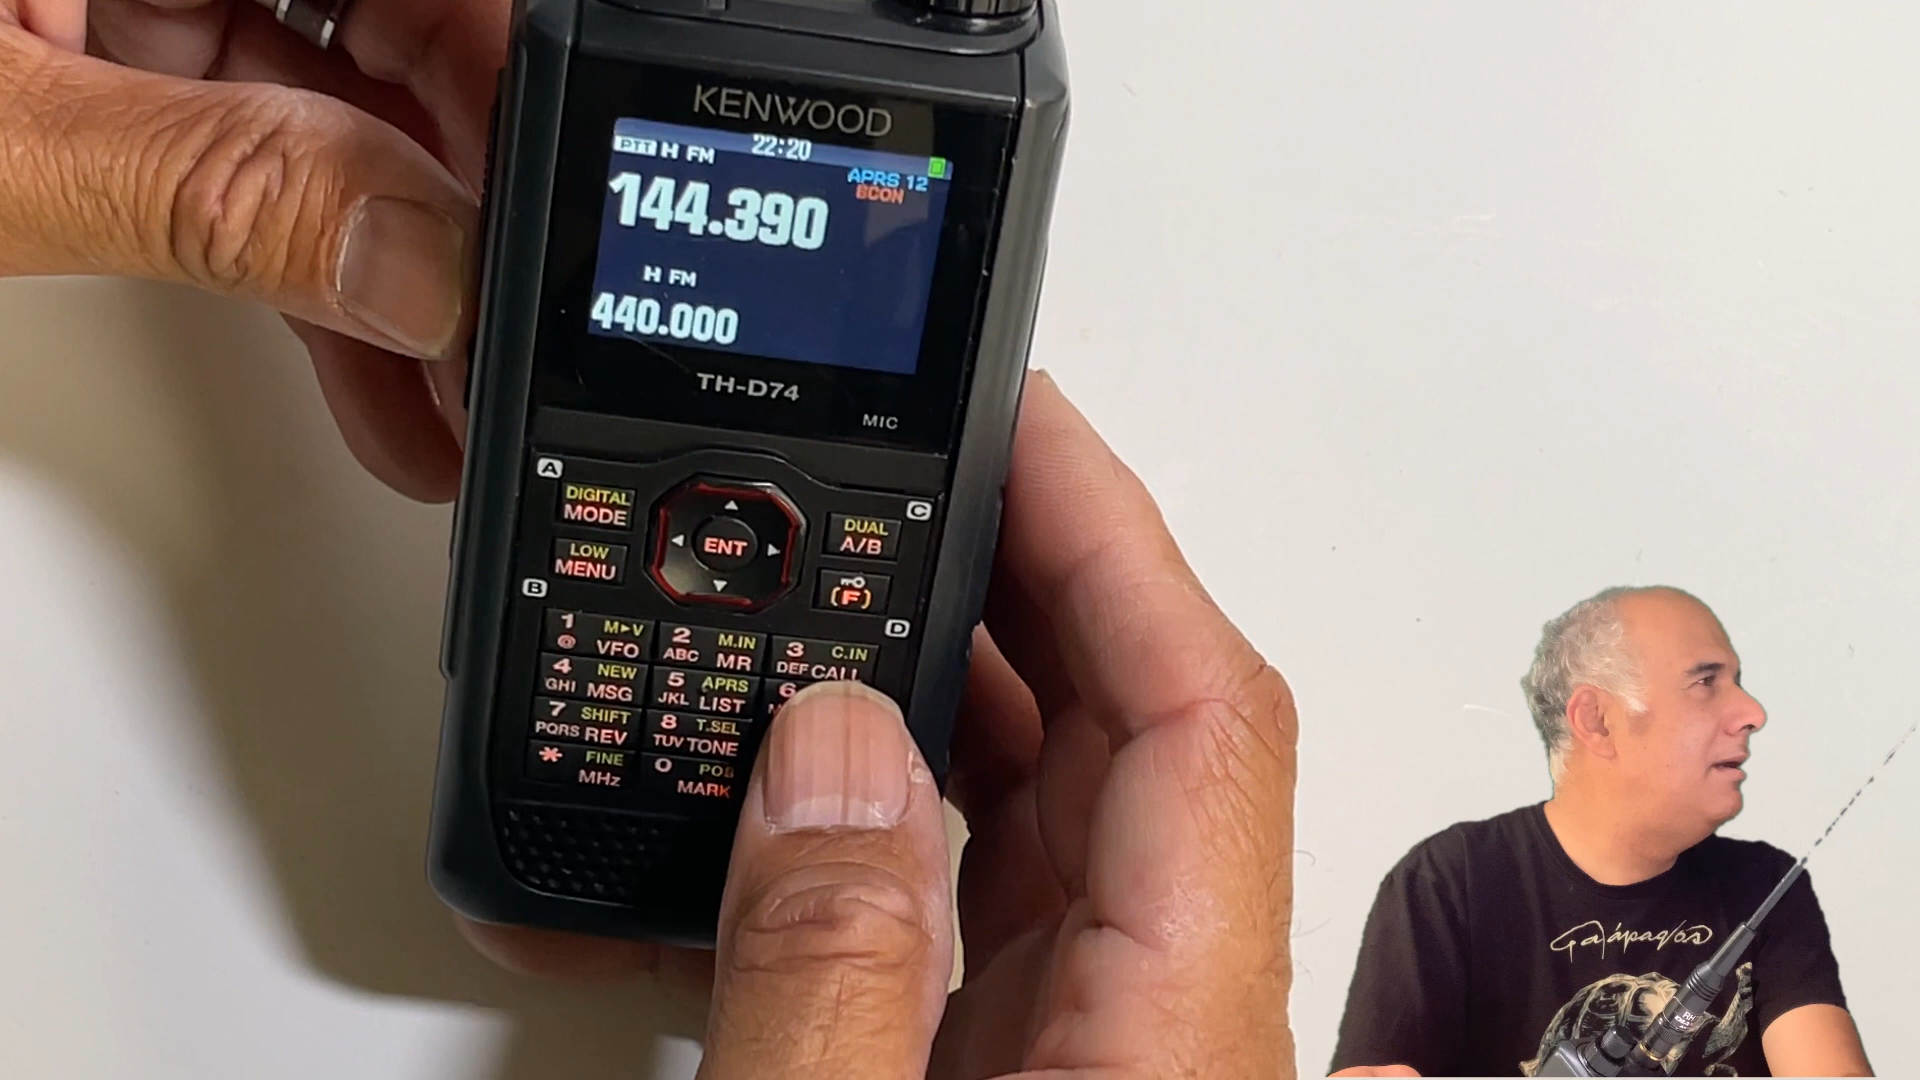 KENWOOD
22:20
PTT H FM
APRS 12
BCON
144.390
H FM
440.000
TH-D74
MIC
A
DIGITAL
MODE
LOW
MENU
B
ENT
C
DUAL
A/B
(F)
D
1 M►V
@ VFO
2 M.IN
ABC MR
3 C.IN
DEF CALL
4 NEW
GHI MSG
5 APRS
JKL LIST
6
7 SHIFT
PQRS REV
8 T.SEL
TUV TONE
* FINE
MHz
0 POS
MARK
Galápagos